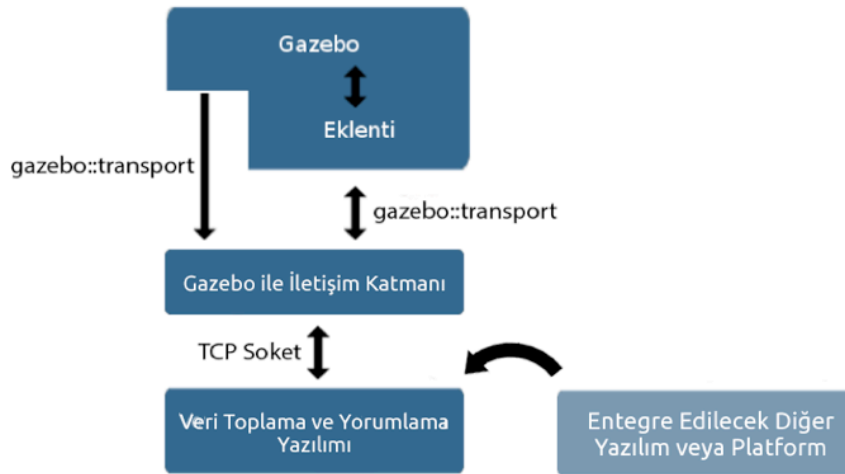 Gazebo
Eklenti
gazebo::transport
gazebo::transport
Gazebo ile İletişim Katmanı
TCP Soket
Veri Toplama ve Yorumlama
Yazılımı
Entegre Edilecek Diğer
Yazılım veya Platform